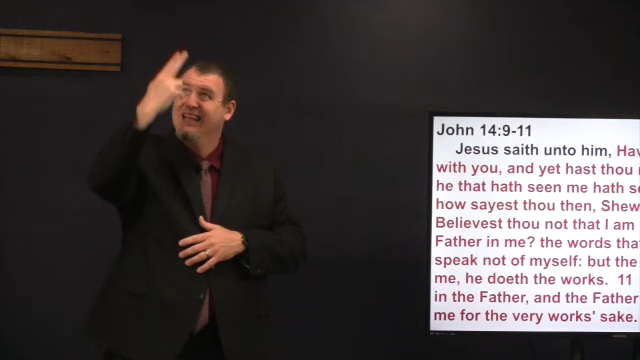 John 14:9-11
Jesus saith unto him, Hav
with you, and yet hast thou
he that hath seen me hath s
how sayest thou then, Shew
Believest thou not that I am
Father in me? the words tha
speak not of myself: but the
me, he doeth the works. 11
in the Father, and the Father
me for the very works' sake.